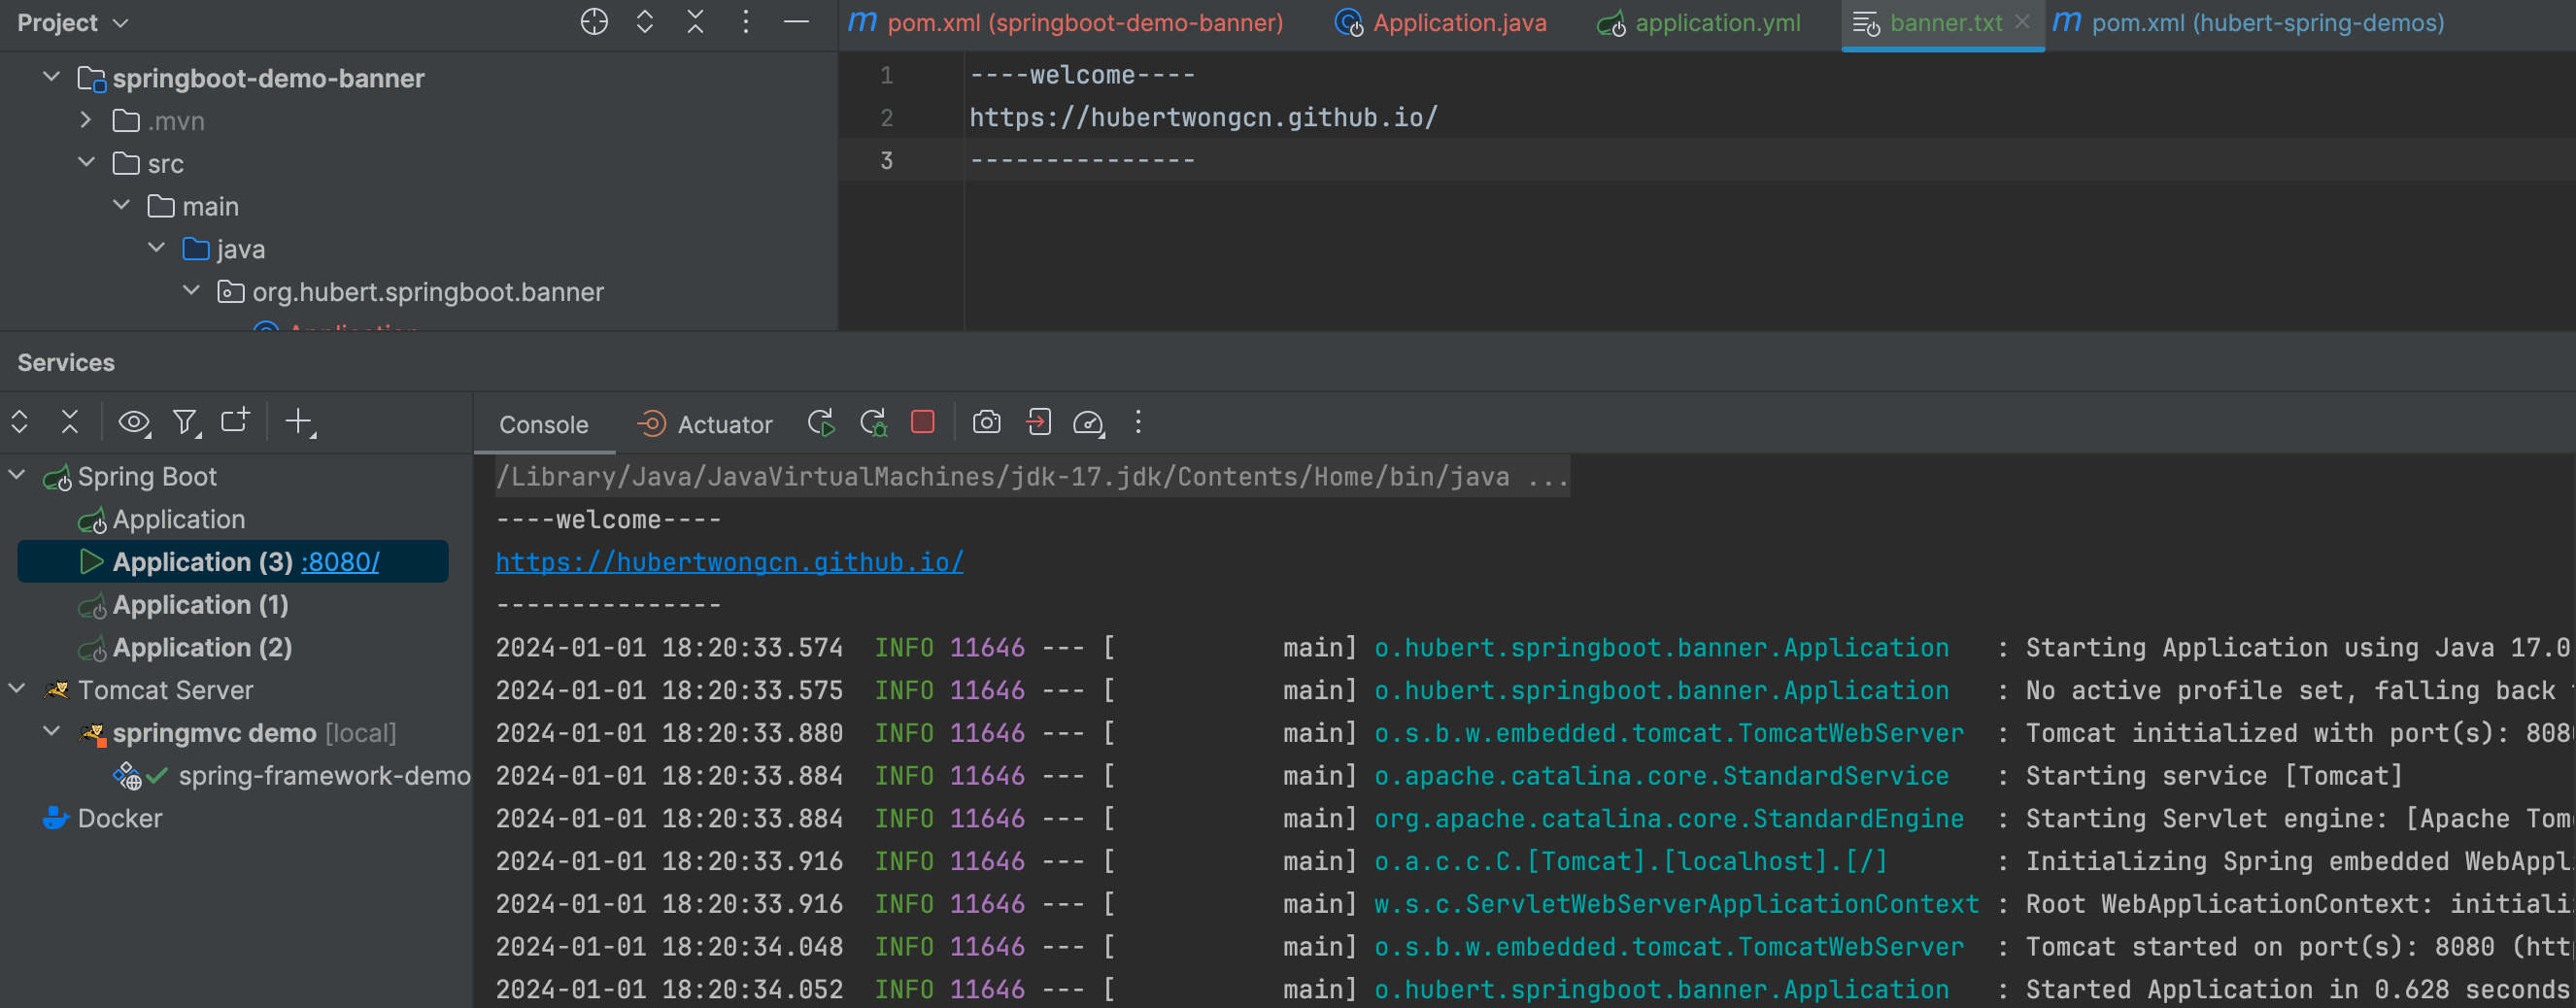 Project
pom.xml (springboot-demo-banner) Application.java application.yml banner.txt pom.xml (hubert-spring-demos)
springboot-demo-banner
.mvn
src
main
java
org.hubert.springboot.banner
Application
1 ----welcome----
2 https://hubertwongcn.github.io/
3 ---------------
Services
Console Actuator
Spring Boot
Application
Application (3) :8080/
Application (1)
Application (2)
Tomcat Server
springmvc demo [local]
spring-framework-demo
Docker
/Library/Java/JavaVirtualMachines/jdk-17.jdk/Contents/Home/bin/java ...
----welcome----
https://hubertwongcn.github.io/
---------------
2024-01-01 18:20:33.574  INFO 11646 --- [           main] o.hubert.springboot.banner.Application   : Starting Application using Java 17.0
2024-01-01 18:20:33.575  INFO 11646 --- [           main] o.hubert.springboot.banner.Application   : No active profile set, falling back
2024-01-01 18:20:33.880  INFO 11646 --- [           main] o.s.b.w.embedded.tomcat.TomcatWebServer  : Tomcat initialized with port(s): 808
2024-01-01 18:20:33.884  INFO 11646 --- [           main] o.apache.catalina.core.StandardService   : Starting service [Tomcat]
2024-01-01 18:20:33.884  INFO 11646 --- [           main] org.apache.catalina.core.StandardEngine  : Starting Servlet engine: [Apache Tom
2024-01-01 18:20:33.916  INFO 11646 --- [           main] o.a.c.c.C.[Tomcat].[localhost].[/]       : Initializing Spring embedded WebAppl
2024-01-01 18:20:33.916  INFO 11646 --- [           main] w.s.c.ServletWebServerApplicationContext : Root WebApplicationContext: initiali
2024-01-01 18:20:34.048  INFO 11646 --- [           main] o.s.b.w.embedded.tomcat.TomcatWebServer  : Tomcat started on port(s): 8080 (htt
2024-01-01 18:20:34.052  INFO 11646 --- [           main] o.hubert.springboot.banner.Application   : Started Application in 0.628 seconds